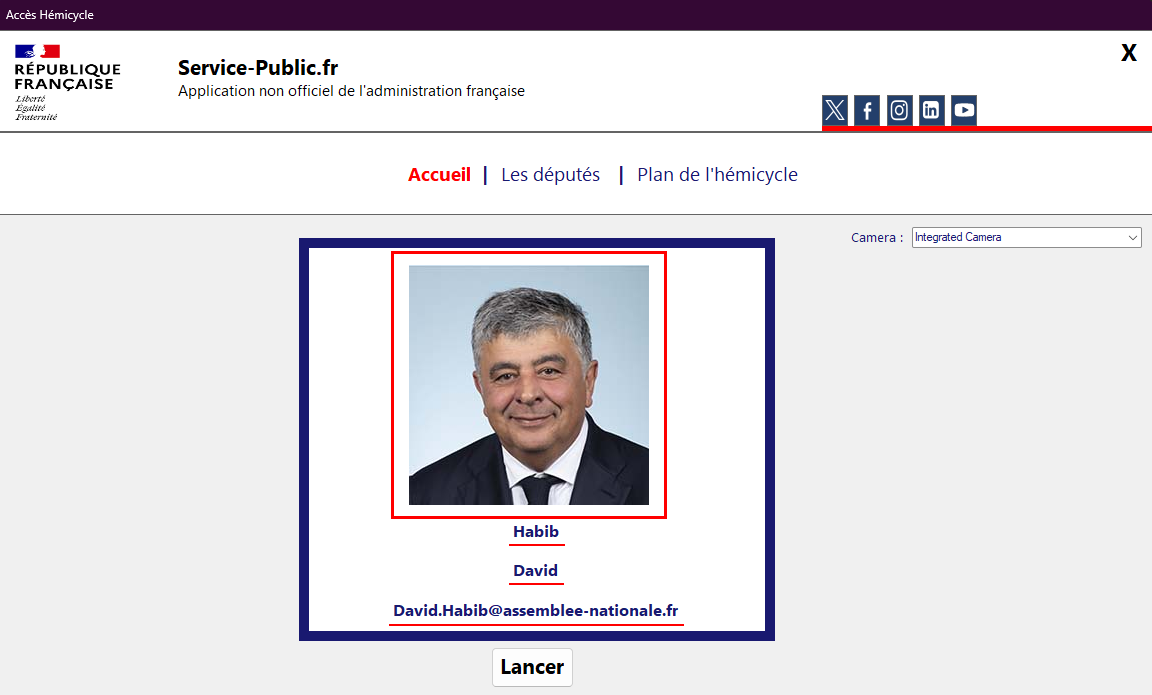 Accès Hémicycle
X
RÉPUBLIQUE
FRANÇAISE
Liberté
Égalité
Fraternité
Service-Public.fr
Application non officiel de l'administration française
Accueil | Les députés | Plan de l'hémicycle
Camera : Integrated Camera
Habib
David
David.Habib@assemblee-nationale.fr
Lancer